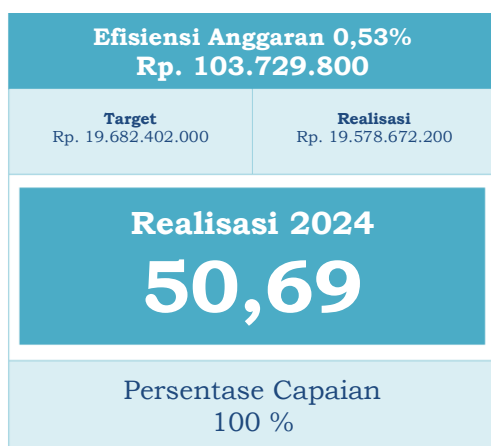 Efisiensi Anggaran 0,53%
Rp. 103.729.800
Target
Rp. 19.682.402.000
Realisasi
Rp. 19.578.672.200
Realisasi 2024
50,69
Persentase Capaian
100 %